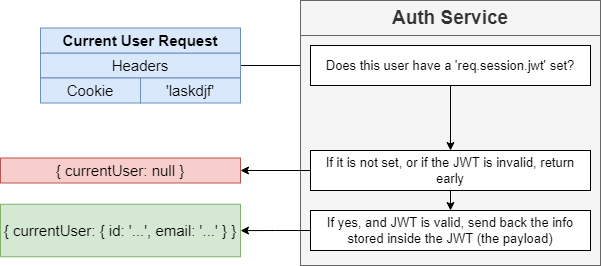 Auth Service
Current User Request
Headers
Cookie
'laskdjf'
Does this user have a 'req.session.jwt' set?
{ currentUser: null }
If it is not set, or if the JWT is invalid, return
early
{ currentUser: { id: '...', email: '...' } }
If yes, and JWT is valid, send back the info
stored inside the JWT (the payload)